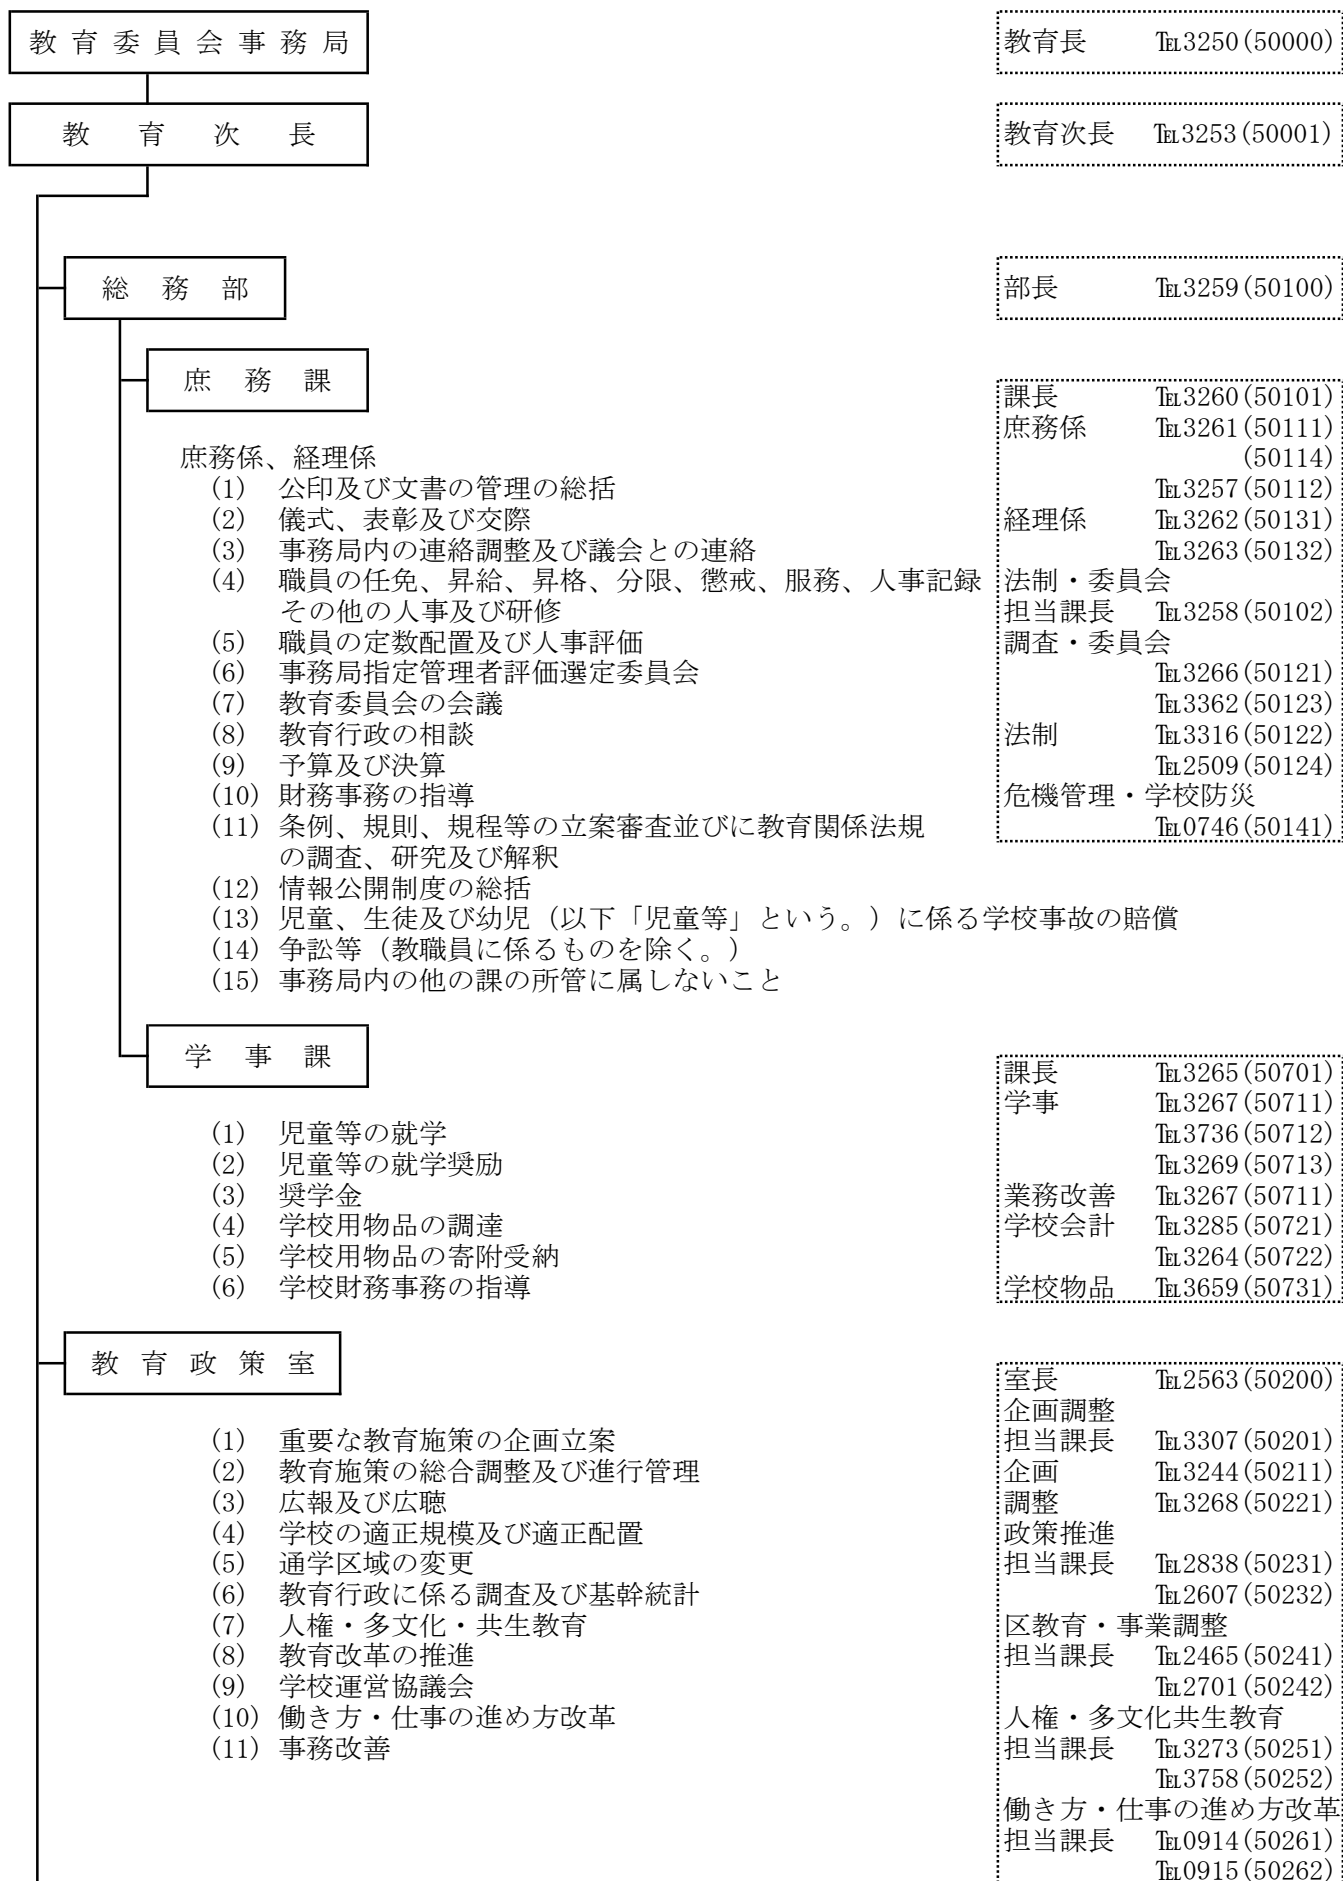 教育委員会事務局
教育長 ℡3250(50000)
教育次長
教育次長 ℡3253(50001)
総務部
部長 ℡3259(50100)
庶務課
庶務係、経理係
(1) 公印及び文書の管理の総括
(2) 儀式、表彰及び交際
(3) 事務局内の連絡調整及び議会との連絡
(4) 職員の任免、昇給、昇格、分限、懲戒、服務、人事記録
その他の人事及び研修
(5) 職員の定数配置及び人事評価
(6) 事務局指定管理者評価選定委員会
(7) 教育委員会の会議
(8) 教育行政の相談
(9) 予算及び決算
(10) 財務事務の指導
(11) 条例、規則、規程等の立案審査並びに教育関係法規
の調査、研究及び解釈
(12) 情報公開制度の総括
(13) 児童、生徒及び幼児（以下「児童等」という。）に係る学校事故の賠償
(14) 争訟等（教職員に係るものを除く。）
(15) 事務局内の他の課の所管に属しないこと
課長 ℡3260(50101)
庶務係 ℡3261(50111)
(50114)
℡3257(50112)
経理係 ℡3262(50131)
℡3263(50132)
法制・委員会
担当課長 ℡3258(50102)
調査・委員会
℡3266(50121)
℡3362(50123)
法制 ℡3316(50122)
℡2509(50124)
危機管理・学校防災
℡0746(50141)
学事課
(1) 児童等の就学
(2) 児童等の就学奨励
(3) 奨学金
(4) 学校用物品の調達
(5) 学校用物品の寄附受納
(6) 学校財務事務の指導
課長 ℡3265(50701)
学事 ℡3267(50711)
℡3736(50712)
℡3269(50713)
業務改善 ℡3267(50711)
学校会計 ℡3285(50721)
℡3264(50722)
学校物品 ℡3659(50731)
教育政策室
(1) 重要な教育施策の企画立案
(2) 教育施策の総合調整及び進行管理
(3) 広報及び広聴
(4) 学校の適正規模及び適正配置
(5) 通学区域の変更
(6) 教育行政に係る調査及び基幹統計
(7) 人権・多文化・共生教育
(8) 教育改革の推進
(9) 学校運営協議会
(10) 働き方・仕事の進め方改革
(11) 事務改善
室長 ℡2563(50200)
企画調整
担当課長 ℡3307(50201)
企画 ℡3244(50211)
調整 ℡3268(50221)
政策推進
担当課長 ℡2838(50231)
℡2607(50232)
区教育・事業調整
担当課長 ℡2465(50241)
℡2701(50242)
人権・多文化共生教育
担当課長 ℡3273(50251)
℡3758(50252)
働き方・仕事の進め方改革
担当課長 ℡0914(50261)
℡0915(50262)